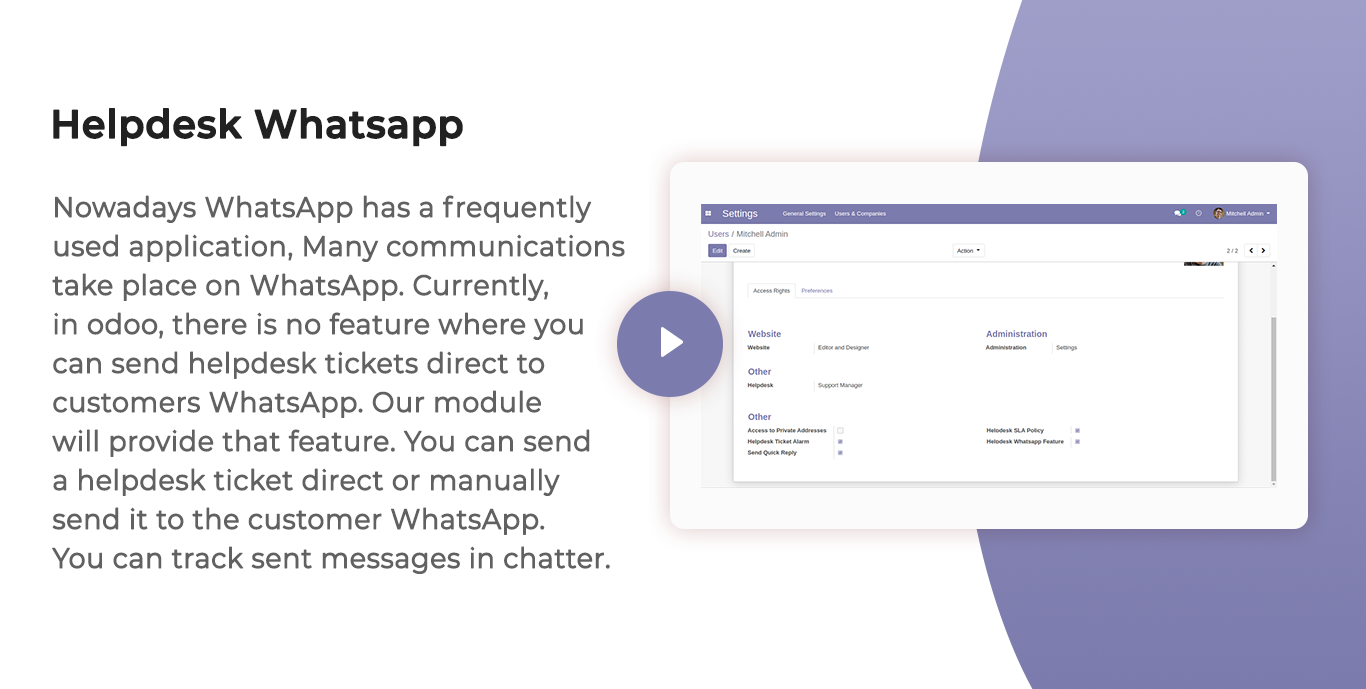 Helpdesk Whatsapp
Nowadays WhatsApp has a frequently
used application, Many communications
take place on WhatsApp. Currently,
in odoo, there is no feature where you
can send helpdesk tickets direct to
customers WhatsApp. Our module
will provide that feature. You can send
a helpdesk ticket direct or manually
send it to the customer WhatsApp.
You can track sent messages in chatter.
Settings General Settings Users & Companies Mitchell Admin
Users / Mitchell Admin
Edit Create Action 2 / 2
Access Rights Preferences
Website Administration
Website Editor and Designer Administration Settings
Other
Helpdesk Support Manager
Other
Access to Private Addresses Helodesk SLA Policy
Helpdesk Ticket Alarm Helodesk Whatsapp Feature
Send Quick Reply